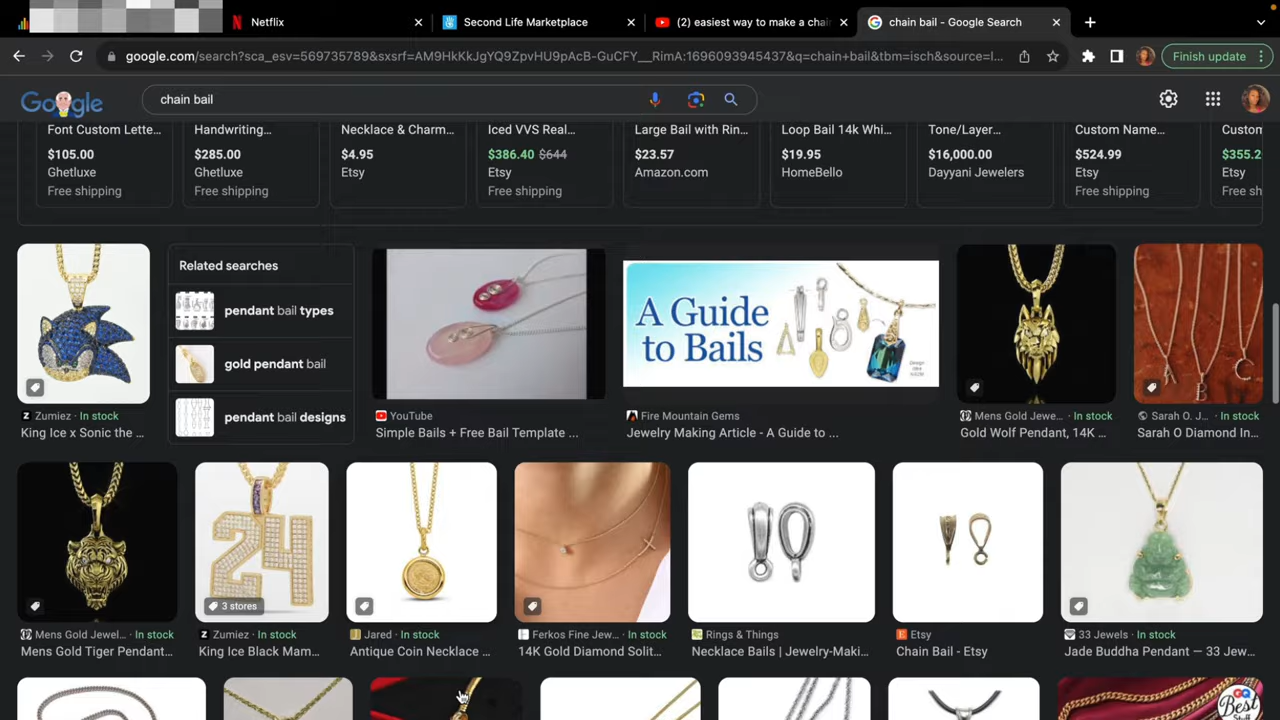 Netflix
Second Life Marketplace
(2) easiest way to make a chai
chain bail - Google Search
google.com/search?sca_esv=569735789&sxsrf=AM9HkKkJgYQ9ZpvHU9pAcB-GuCFY__RimA:1696093945437&q=chain+bail&tbm=isch&source=l...
Finish update
Google
chain bail
Font Custom Lette...
$105.00
Ghetluxe
Free shipping
Handwriting...
$285.00
Ghetluxe
Free shipping
Necklace & Charm...
$4.95
Etsy
Iced VVS Real...
$386.40 $644
Etsy
Free shipping
Large Bail with Rin...
$23.57
Amazon.com
Loop Bail 14k Whi...
$19.95
HomeBello
Tone/Layer...
$16,000.00
Dayyani Jewelers
Custom Name...
$524.99
Etsy
Free shipping
Custon
$355.2
Etsy
Free sh
Zumiez · In stock
King Ice x Sonic the ...
Related searches
pendant bail types
gold pendant bail
pendant bail designs
YouTube
Simple Bails + Free Bail Template ...
A Guide
to Bails
Fire Mountain Gems
Jewelry Making Article - A Guide to ...
Mens Gold Jewe... · In stock
Gold Wolf Pendant, 14K ...
Sarah O. J... · In stock
Sarah O Diamond In...
Mens Gold Jewel... · In stock
Mens Gold Tiger Pendant...
24
3 stores
Zumiez · In stock
King Ice Black Mam...
Jared · In stock
Antique Coin Necklace ...
Ferkos Fine Jew... · In stock
14K Gold Diamond Solit...
Rings & Things
Necklace Bails | Jewelry-Maki...
Etsy
Chain Bail - Etsy
33 Jewels · In stock
Jade Buddha Pendant — 33 Jew...
GQ
Best